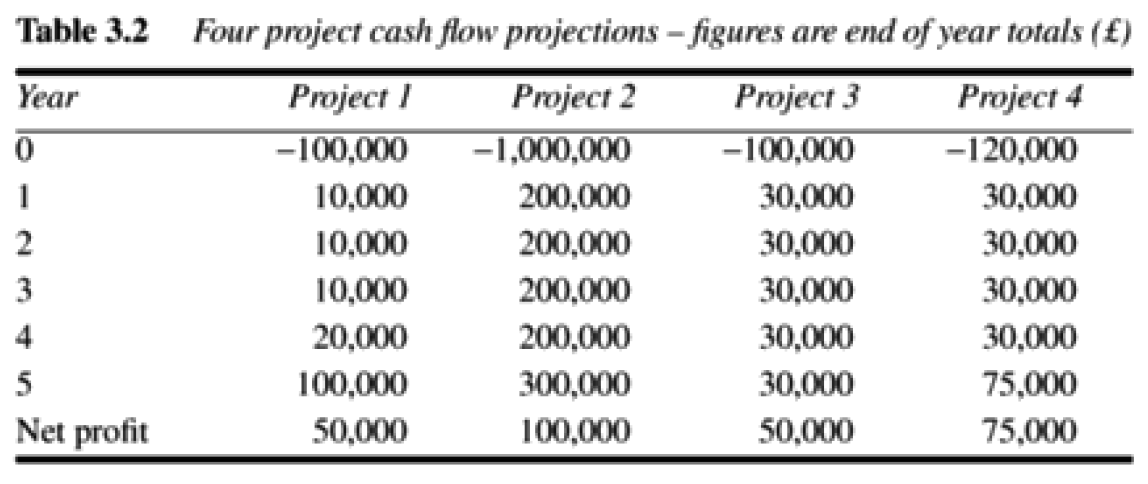 Table 3.2 Four project cash flow projections – figures are end of year totals (£)
Year Project 1 Project 2 Project 3 Project 4
0 –100,000 –1,000,000 –100,000 –120,000
1 10,000 200,000 30,000 30,000
2 10,000 200,000 30,000 30,000
3 10,000 200,000 30,000 30,000
4 20,000 200,000 30,000 30,000
5 100,000 300,000 30,000 75,000
Net profit 50,000 100,000 50,000 75,000